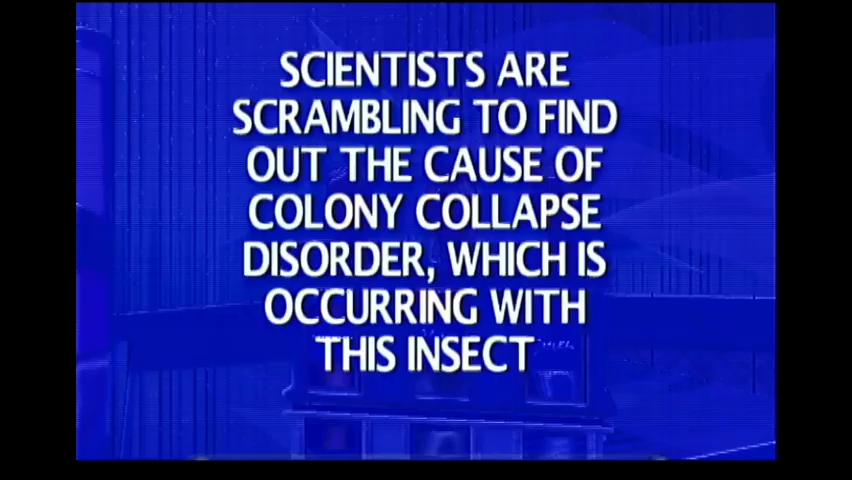 SCIENTISTS ARE
SCRAMBLING TO FIND
OUT THE CAUSE OF
COLONY COLLAPSE
DISORDER, WHICH IS
OCCURRING WITH
THIS INSECT